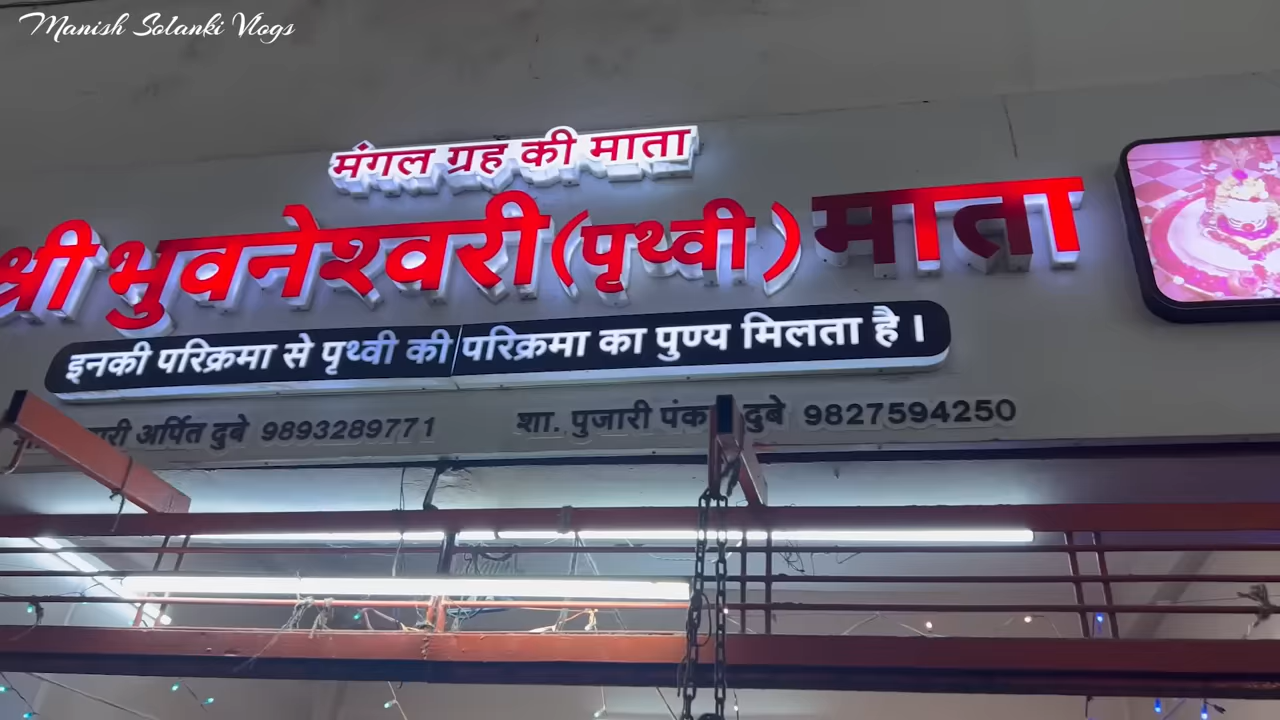 Manish Solanki Vlogs
मंगल ग्रह की माता
श्री भुवनेश्वरी (पृथ्वी) माता
इनकी परिक्रमा से पृथ्वी की परिक्रमा का पुण्य मिलता है।
अर्पित दुबे 9893289771
शा. पुजारी दुबे 9827594250